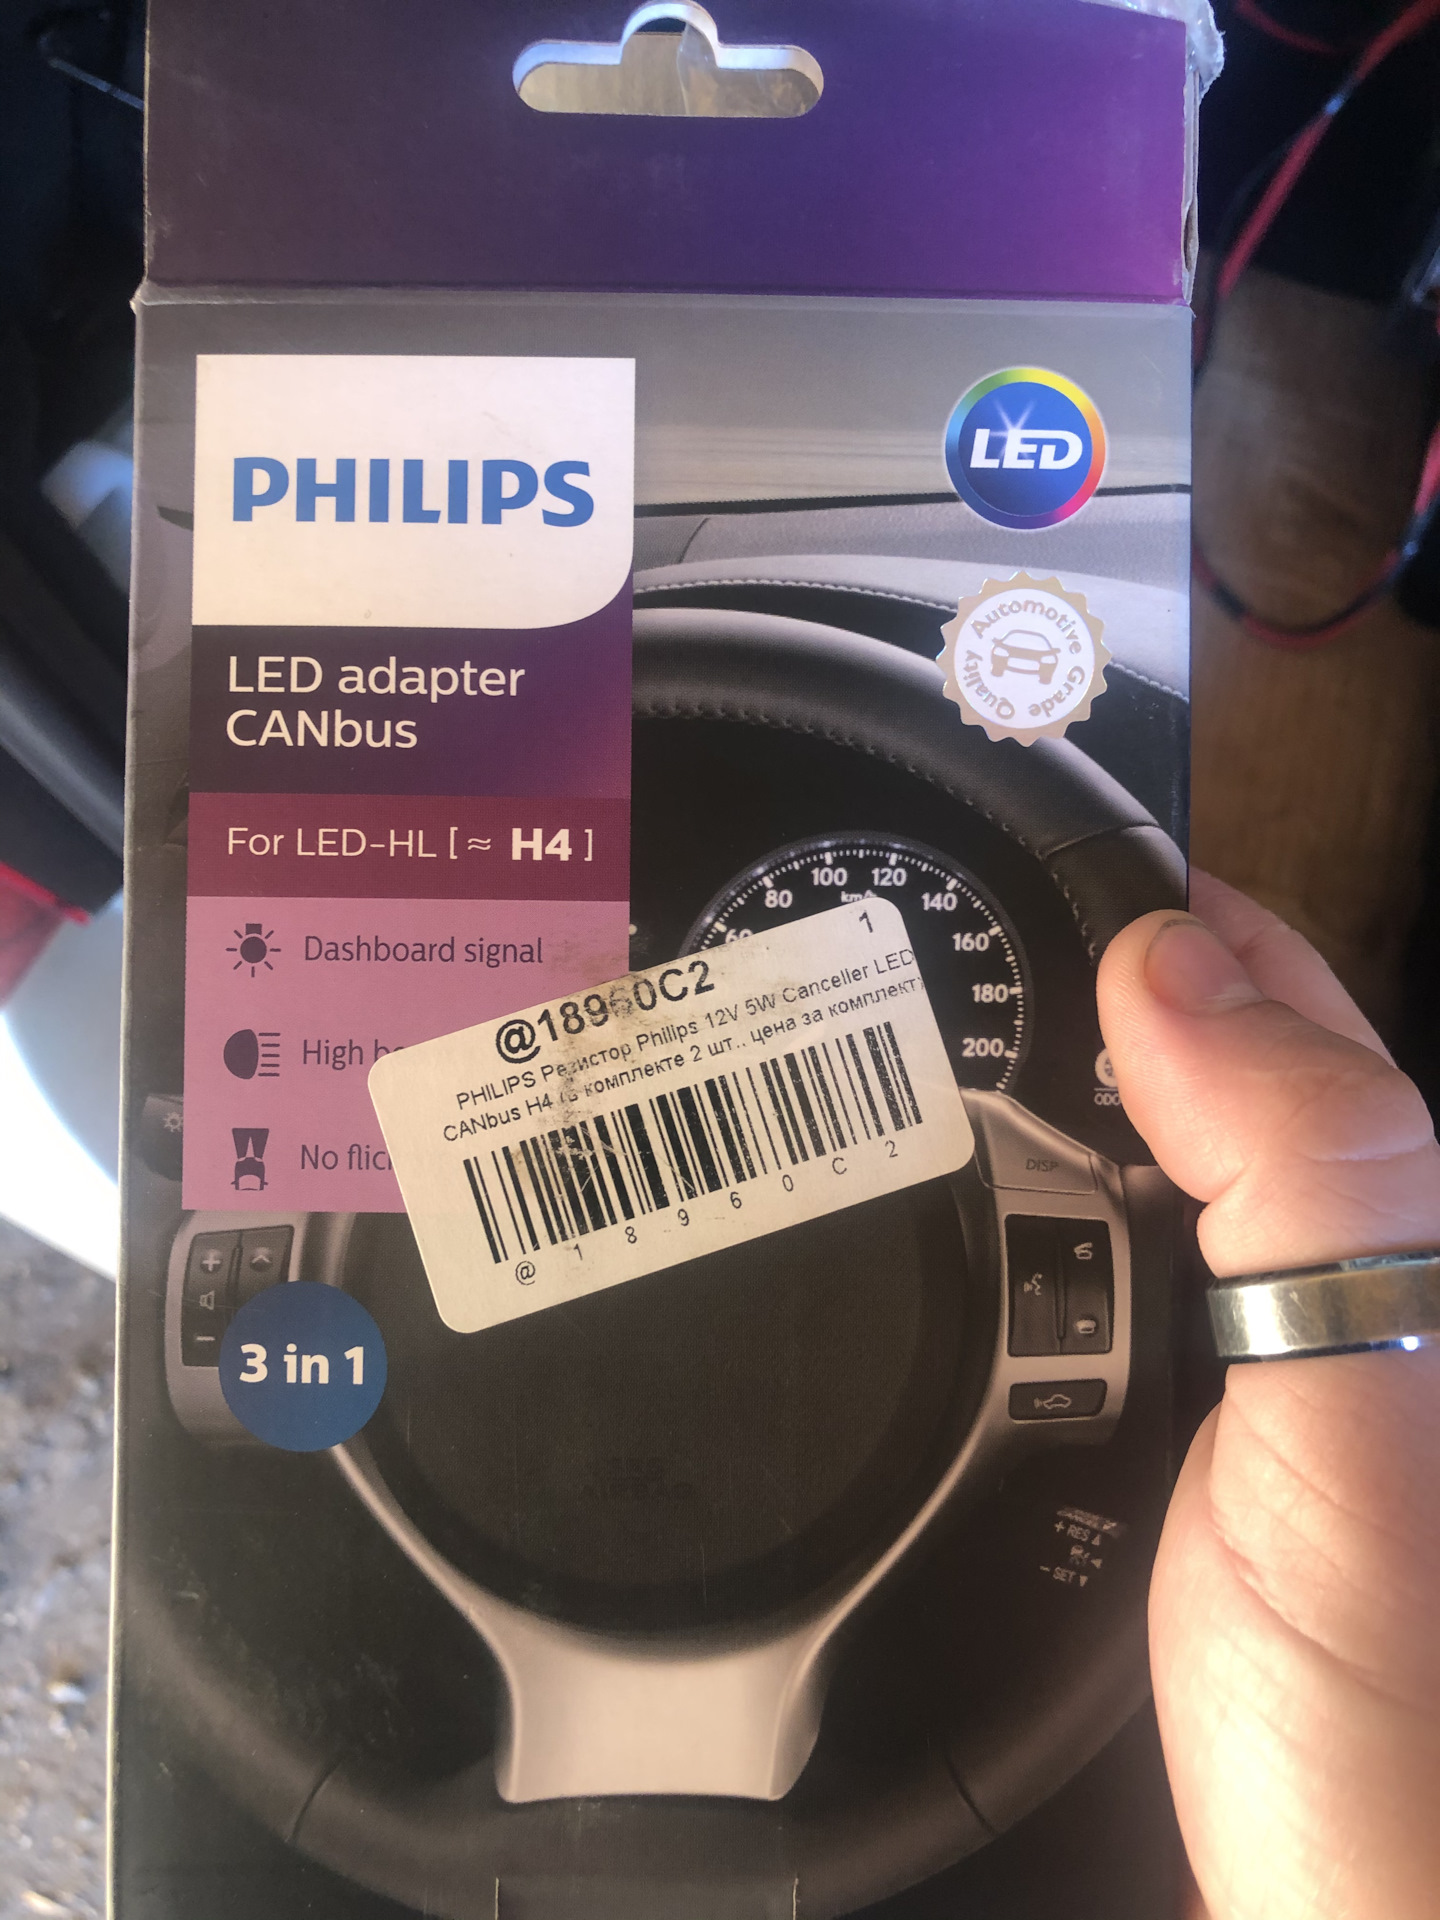 PHILIPS
LED
Automotive Grade Quality
LED adapter
CANbus
For LED-HL [ ≈ H4 ]
Dashboard signal
High
No
80
100
120
140
160
180
200
km/h
1
@18960C2
PHILIPS Резистор Philips 12V 5W Canceller LED
CANbus H4 (в комплекте 2 шт., цена за комплект)
@ 1 8 9 6 0 C 2
DISP
3 in 1
+ RES
− SET